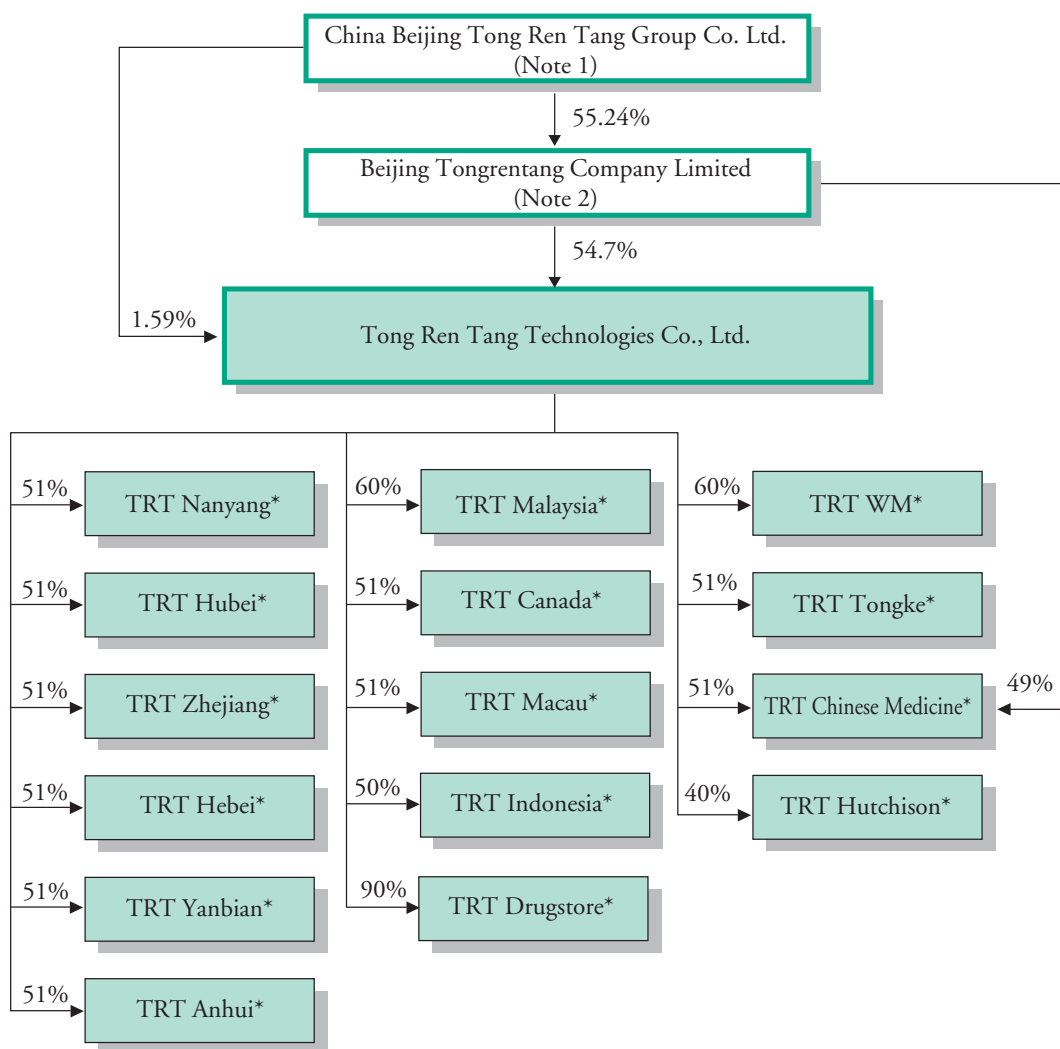 China Beijing Tong Ren Tang Group Co. Ltd.
(Note 1)
55.24%
Beijing Tongrentang Company Limited
(Note 2)
54.7%
1.59%
Tong Ren Tang Technologies Co., Ltd.
51%
TRT Nanyang*
60%
TRT Malaysia*
60%
TRT WM*
51%
TRT Hubei*
51%
TRT Canada*
51%
TRT Tongke*
51%
TRT Zhejiang*
51%
TRT Macau*
51%
TRT Chinese Medicine*
49%
51%
TRT Hebei*
50%
TRT Indonesia*
40%
TRT Hutchison*
51%
TRT Yanbian*
90%
TRT Drugstore*
51%
TRT Anhui*